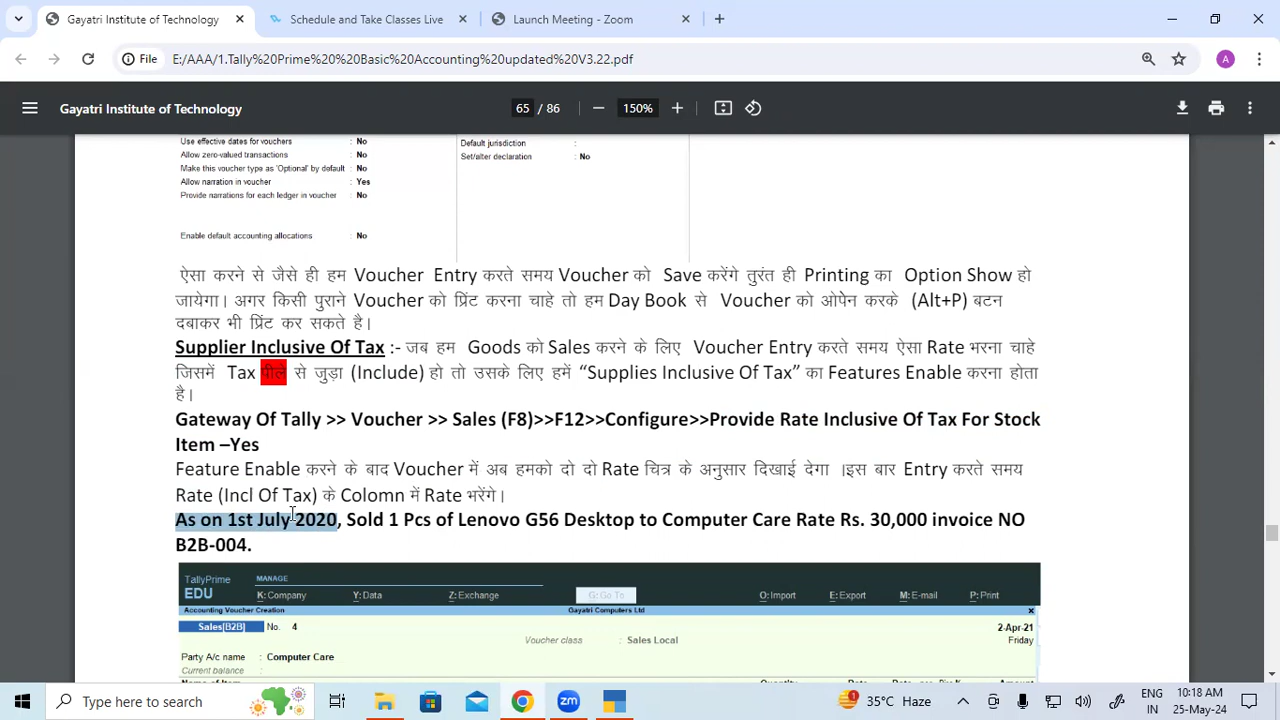 Gayatri Institute of Technology
Schedule and Take Classes Live
Launch Meeting - Zoom
File
E:/AAA/1.Tally%20Prime%20%20Basic%20Accounting%20updated%20V3.22.pdf
A
Gayatri Institute of Technology
65 / 86
150%
Use effective dates for vouchers : No
Default jurisdiction :
Allow zero-valued transactions : No
Set/alter declaration : No
Make this voucher type as 'Optional' by default : No
Allow narration in voucher : Yes
Provide narrations for each ledger in voucher : No
Enable default accounting allocations : No
ऐसा करने से जैसे ही हम Voucher Entry करते समय Voucher को Save करेंगे तुरंत ही Printing का Option Show हो
जायेगा। अगर किसी पुराने Voucher को प्रिंट करना चाहे तो हम Day Book से Voucher को ओपेन करके (Alt+P) बटन
दबाकर भी प्रिंट कर सकते है।
Supplier Inclusive Of Tax :- जब हम Goods को Sales करने के लिए Voucher Entry करते समय ऐसा Rate भरना चाहे
जिसमें Tax पीले से जुड़ा (Include) हो तो उसके लिए हमें “Supplies Inclusive Of Tax” का Features Enable करना होता
है।
Gateway Of Tally >> Voucher >> Sales (F8)>>F12>>Configure>>Provide Rate Inclusive Of Tax For Stock
Item –Yes
Feature Enable करने के बाद Voucher में अब हमको दो दो Rate चित्र के अनुसार दिखाई देगा ।इस बार Entry करते समय
Rate (Incl Of Tax) के Colomn में Rate भरेंगे।
As on 1st July 2020, Sold 1 Pcs of Lenovo G56 Desktop to Computer Care Rate Rs. 30,000 invoice NO
B2B-004.
TallyPrime
EDU
MANAGE
K: Company Y: Data Z: Exchange G: Go To O: Import E: Export M: E-mail P: Print
Accounting Voucher Creation Gayatri Computers Ltd ×
Sales[B2B] No. 4 2-Apr-21
Voucher class : Sales Local Friday
Party A/c name : Computer Care
Current balance :
Name of Item Quantity
Amount
Type here to search
35°C Haze
ENG
IN
10:18 AM
25-May-24